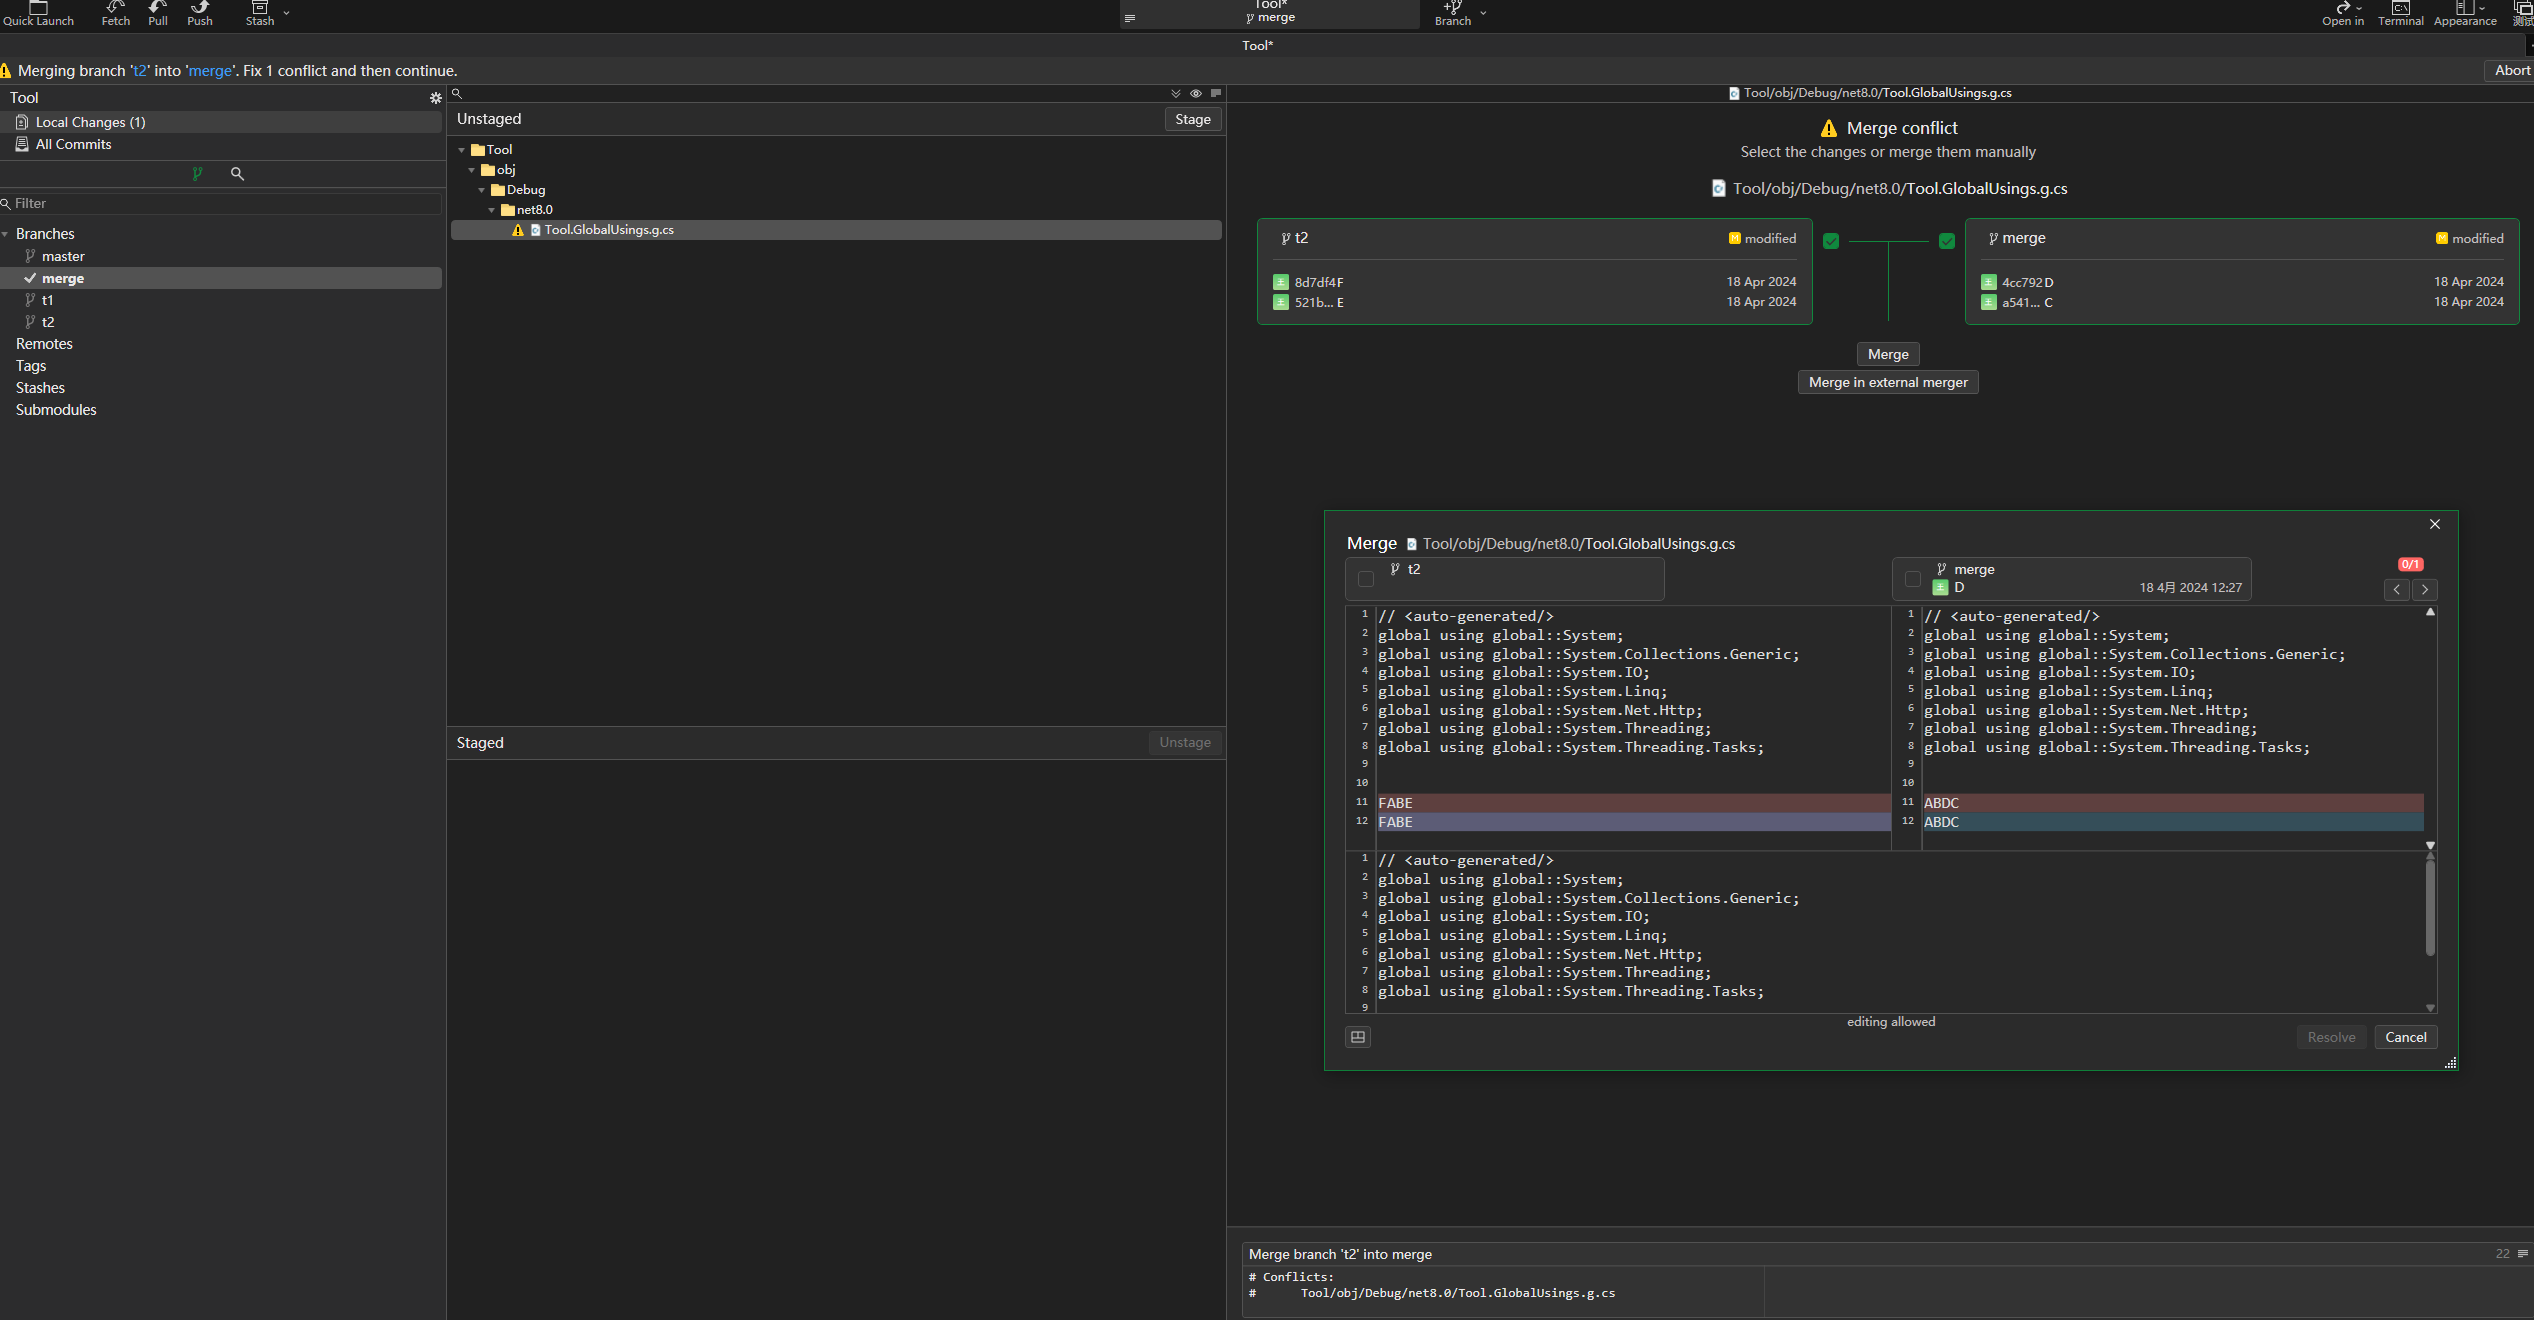 Quick Launch
Fetch
Pull
Push
Stash
Tool*
merge
Branch
Open in
Terminal
Appearance
测试
Tool*
Merging branch 't2' into 'merge'. Fix 1 conflict and then continue.
Abort
Tool
Local Changes (1)
All Commits
Filter
Branches
master
merge
t1
t2
Remotes
Tags
Stashes
Submodules
Unstaged
Stage
Tool
obj
Debug
net8.0
Tool.GlobalUsings.g.cs
Staged
Unstage
Tool/obj/Debug/net8.0/Tool.GlobalUsings.g.cs
Merge conflict
Select the changes or merge them manually
Tool/obj/Debug/net8.0/Tool.GlobalUsings.g.cs
t2
M modified
王 8d7df4 F 18 Apr 2024
王 521b... E 18 Apr 2024
merge
M modified
王 4cc792 D 18 Apr 2024
王 a541... C 18 Apr 2024
Merge
Merge in external merger
Merge Tool/obj/Debug/net8.0/Tool.GlobalUsings.g.cs
t2
merge
王 D 18 4月 2024 12:27
0/1
1 // <auto-generated/>
2 global using global::System;
3 global using global::System.Collections.Generic;
4 global using global::System.IO;
5 global using global::System.Linq;
6 global using global::System.Net.Http;
7 global using global::System.Threading;
8 global using global::System.Threading.Tasks;
9
10
11 FABE
12 FABE
1 // <auto-generated/>
2 global using global::System;
3 global using global::System.Collections.Generic;
4 global using global::System.IO;
5 global using global::System.Linq;
6 global using global::System.Net.Http;
7 global using global::System.Threading;
8 global using global::System.Threading.Tasks;
9
10
11 ABDC
12 ABDC
1 // <auto-generated/>
2 global using global::System;
3 global using global::System.Collections.Generic;
4 global using global::System.IO;
5 global using global::System.Linq;
6 global using global::System.Net.Http;
7 global using global::System.Threading;
8 global using global::System.Threading.Tasks;
9
editing allowed
Resolve
Cancel
Merge branch 't2' into merge
22
# Conflicts:
# Tool/obj/Debug/net8.0/Tool.GlobalUsings.g.cs